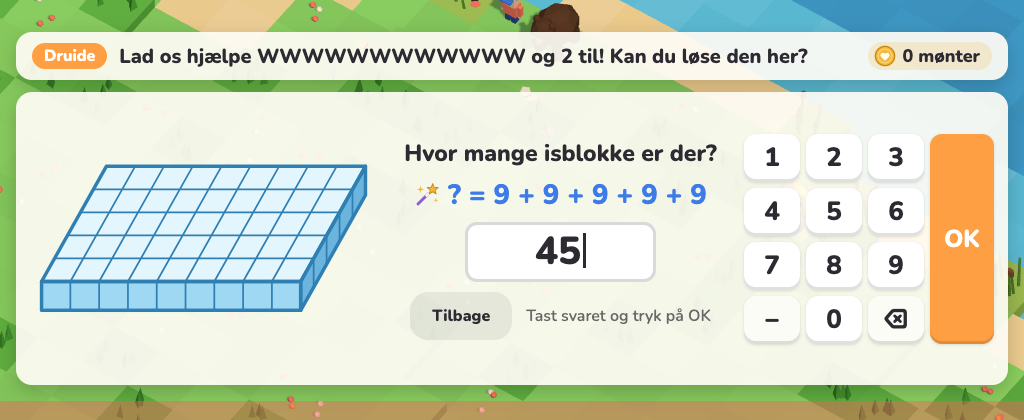 Druide
Lad os hjælpe WWWWWWWWWWWWW og 2 til! Kan du løse den her?
0 mønter
Hvor mange isblokke er der?
? = 9 + 9 + 9 + 9 + 9
45
Tilbage
Tast svaret og tryk på OK
1 2 3
4 5 6
7 8 9
– 0
OK